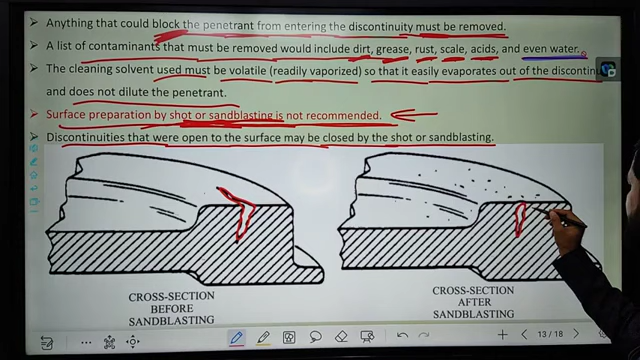 Anything that could block the penetrant from entering the discontinuity must be removed.
A list of contaminants that must be removed would include dirt, grease, rust, scale, acids, and even water.
The cleaning solvent used must be volatile (readily vaporized) so that it easily evaporates out of the discontinu
and does not dilute the penetrant.
Surface preparation by shot or sandblasting is not recommended.
Discontinuities that were open to the surface may be closed by the shot or sandblasting.
CROSS-SECTION
BEFORE
SANDBLASTING
CROSS-SECTION
AFTER
SANDBLASTING
13 / 18